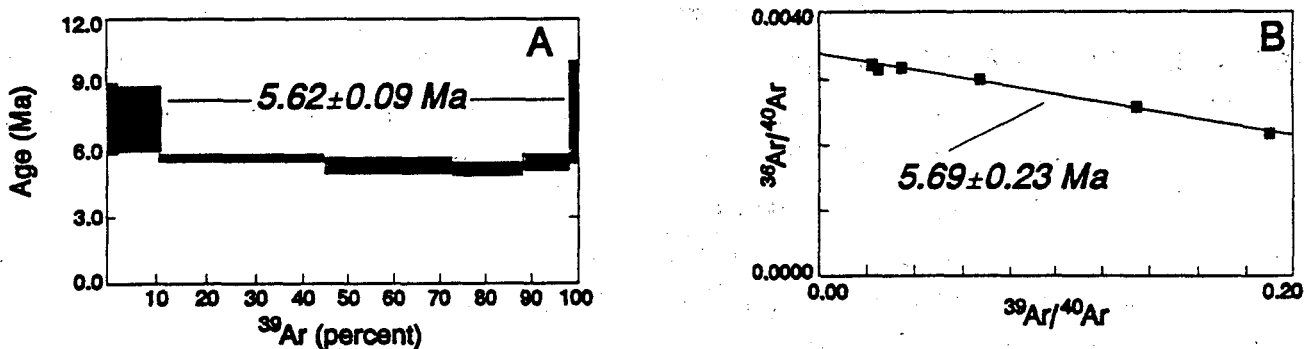 A
Age (Ma)
12.0
9.0
6.0
3.0
0.0
5.62±0.09 Ma
10 20 30 40 50 60 70 80 90 100
³⁹Ar (percent)
B
³⁶Ar/⁴⁰Ar
0.0040
0.0000
5.69±0.23 Ma
0.00 0.20
³⁹Ar/⁴⁰Ar